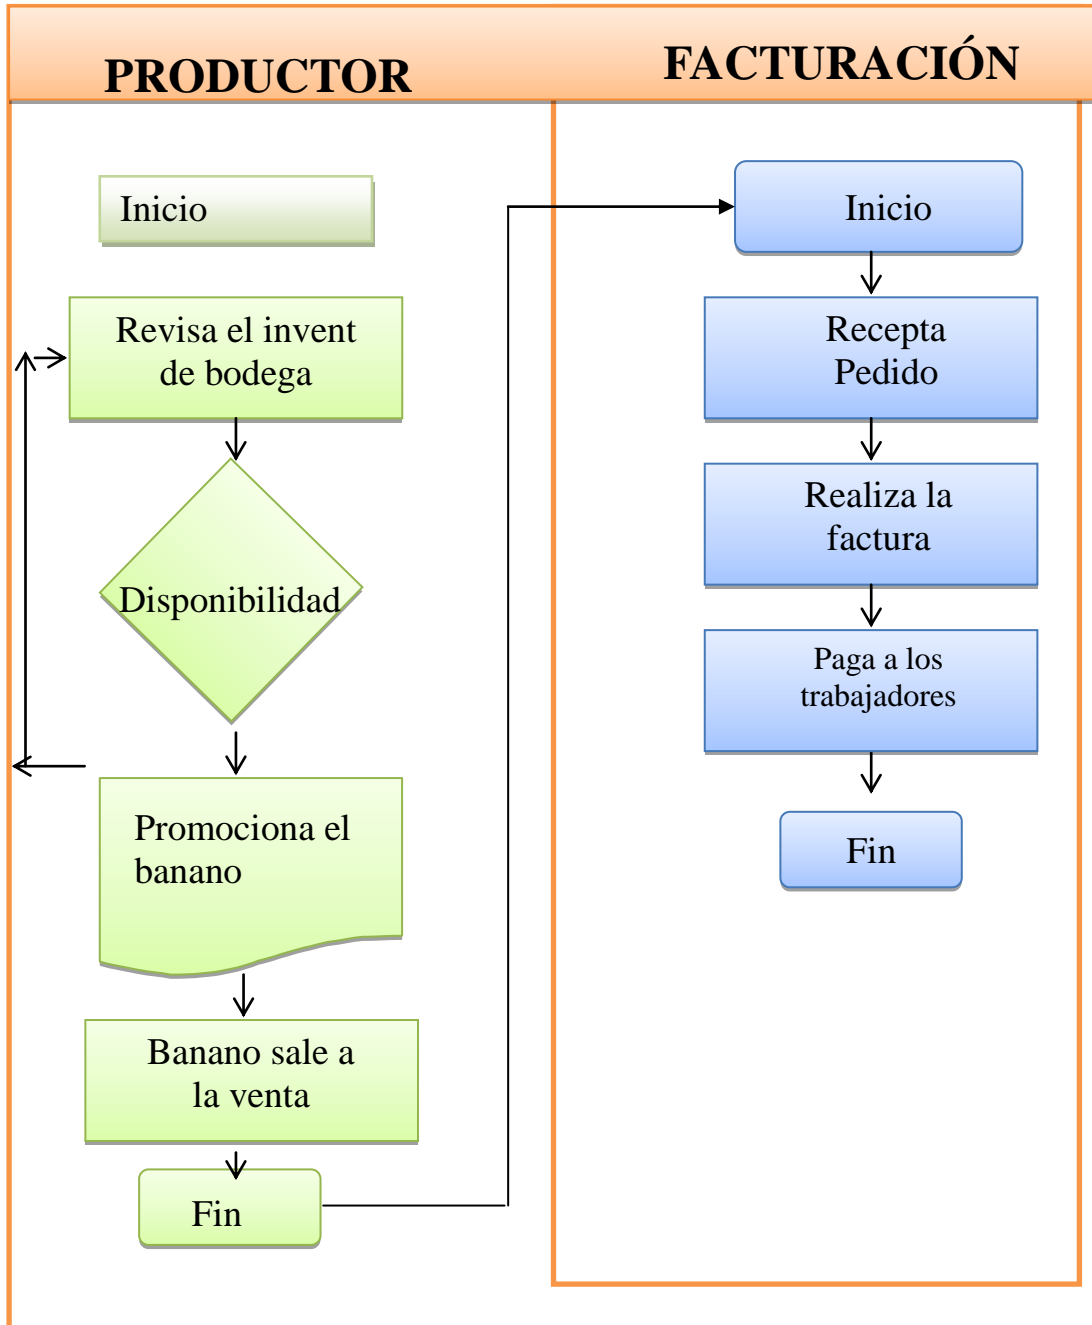 PRODUCTOR
FACTURACIÓN
Inicio
Revisa el invent
de bodega
Disponibilidad
Promociona el
banano
Banano sale a
la venta
Fin
Inicio
Recepta
Pedido
Realiza la
factura
Paga a los
trabajadores
Fin